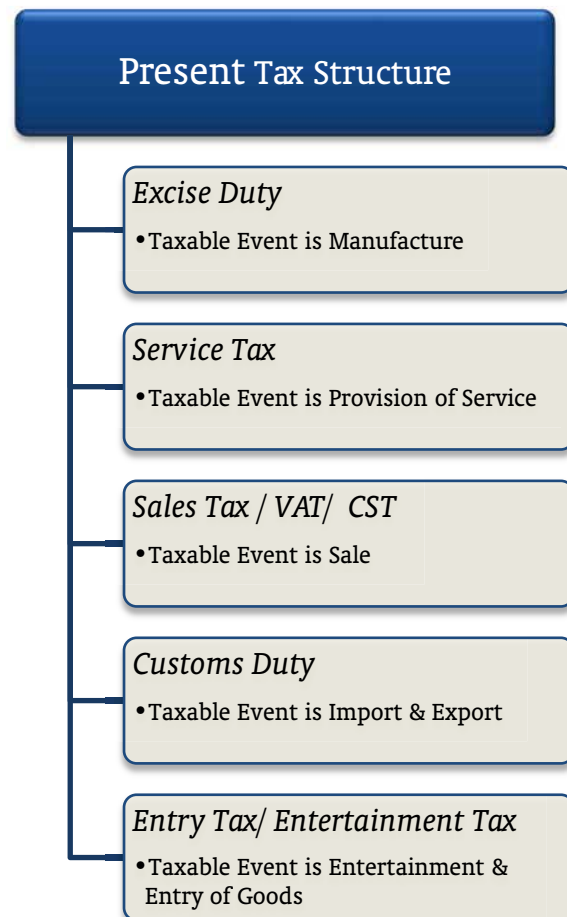 Present Tax Structure
Excise Duty
•Taxable Event is Manufacture
Service Tax
•Taxable Event is Provision of Service
Sales Tax / VAT/ CST
•Taxable Event is Sale
Customs Duty
•Taxable Event is Import & Export
Entry Tax/ Entertainment Tax
•Taxable Event is Entertainment &
Entry of Goods